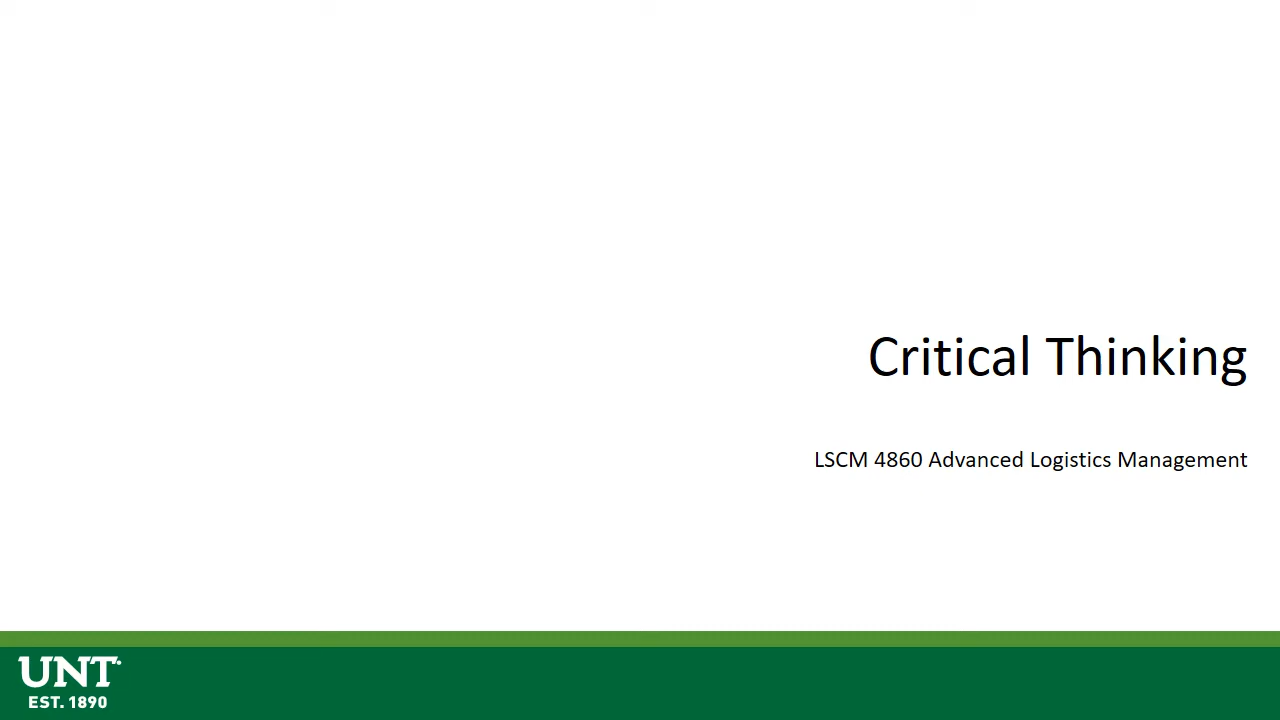 Critical Thinking
LSCM 4860 Advanced Logistics Management
UNT
EST. 1890